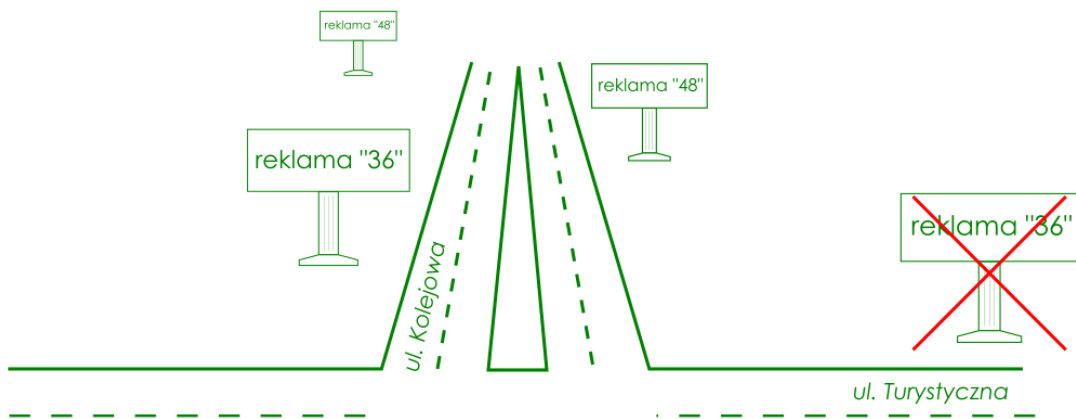 reklama "48"
reklama "48"
reklama "36"
reklama "36"
ul. Kolejowa
ul. Turystyczna